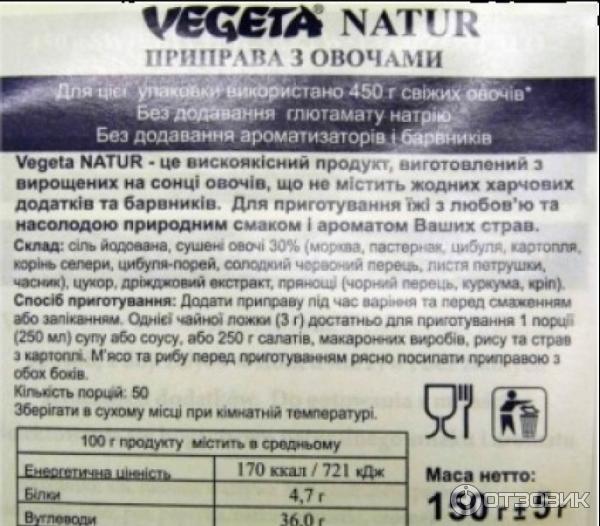 VEGETA® NATUR
ПРИПРАВА З ОВОЧАМИ
Для цієї упаковки використано 450 г свіжих овочів*
Без додавання глютамату натрію
Без додавання ароматизаторів і барвників
Vegeta NATUR - це вискоякісний продукт, виготовлений з
вирощених на сонці овочів, що не містить жодних харчових
додатків та барвників. Для приготування їжі з любов'ю та
насолодою природним смаком і ароматом Ваших страв.
Склад: сіль йодована, сушені овочі 30% (морква, пастернак, цибуля, картопля,
корінь селери, цибуля-порей, солодкий червоний перець, листя петрушки,
часник), цукор, дріжджовий екстракт, прянощі (чорний перець, куркума, кріп).
Спосіб приготування: Додати приправу під час варіння та перед смаженням
або запіканням. Однієї чайної ложки (3 г) достатньо для приготування 1 порції
(250 мл) супу або соусу, або 250 г салатів, макаронних виробів, рису та страв
з картоплі. М'ясо та рибу перед приготуванням рясно посипати приправою з
обох боків.
Кількість порцій: 50
Зберігати в сухому місці при кімнатній температурі.
100 г продукту містить в середньому
Енергетична цінність 170 ккал / 721 кДж
Білки 4,7 г
Вуглеводи 36,0 г
Маса нетто:
150 г ± 5 г
ОТЗОВИК